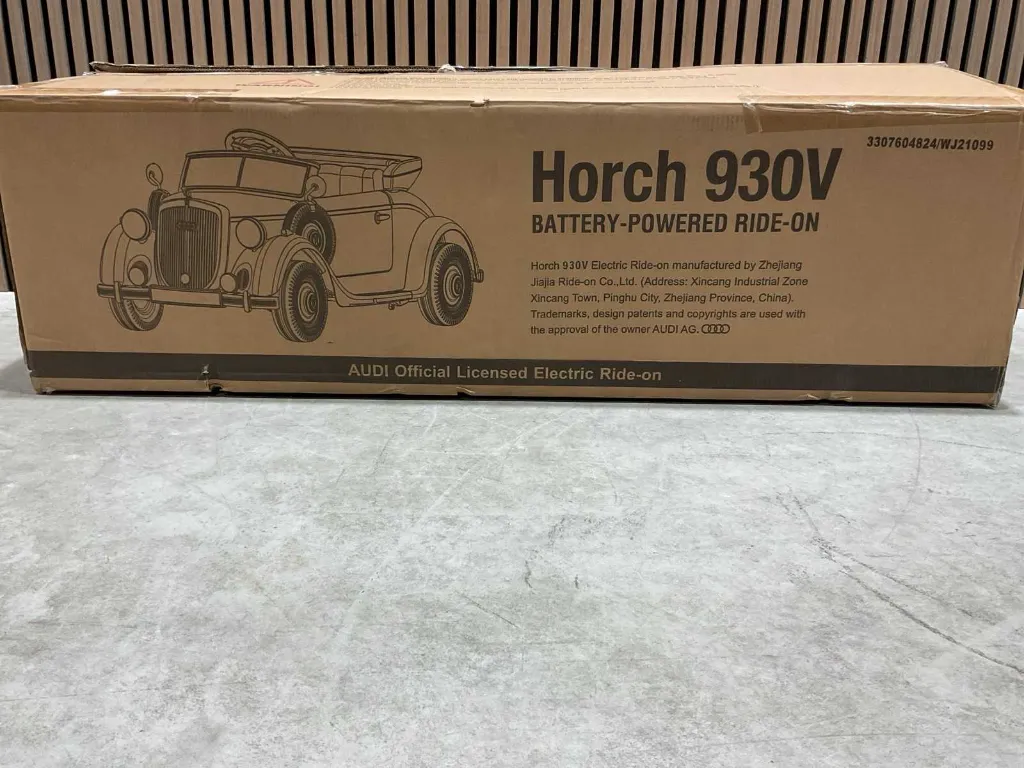 3307604824/WJ21099
Horch 930V
BATTERY-POWERED RIDE-ON
Horch 930V Electric Ride-on manufactured by Zhejiang
Jiajia Ride-on Co.,Ltd. (Address: Xincang Industrial Zone
Xincang Town, Pinghu City, Zhejiang Province, China).
Trademarks, design patents and copyrights are used with
the approval of the owner AUDI AG.
AUDI Official Licensed Electric Ride-on